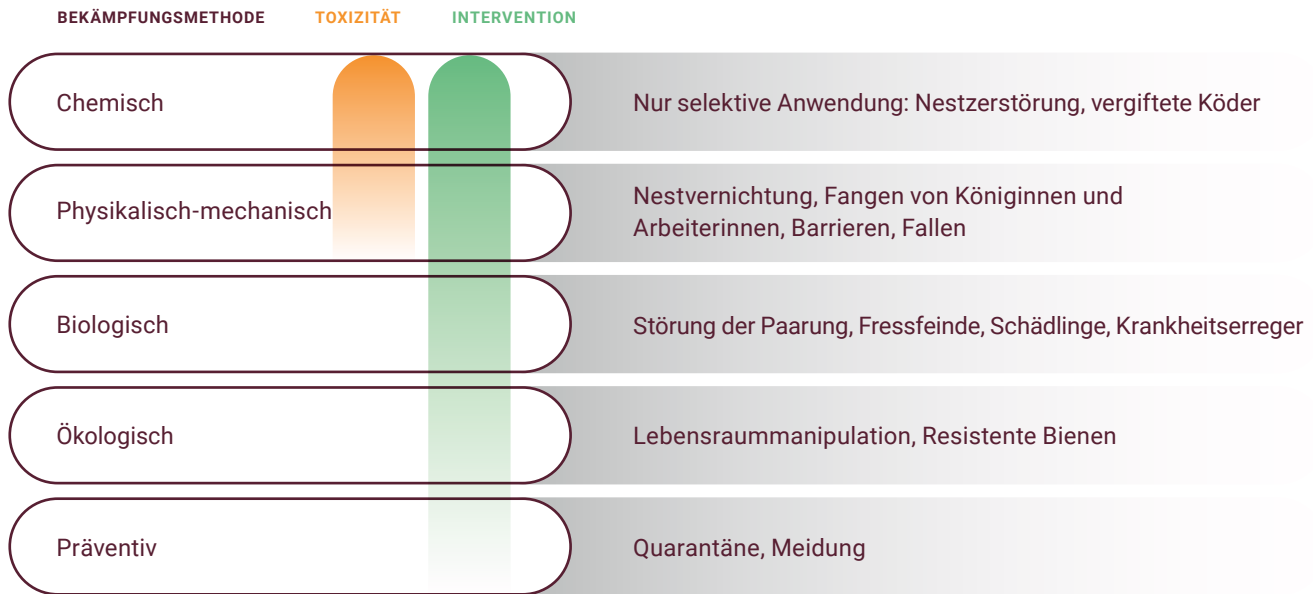 BEKÄMPFUNGSMETHODE TOXIZITÄT INTERVENTION
Chemisch
Nur selektive Anwendung: Nestzerstörung, vergiftete Köder
Physikalisch-mechanisch
Nestvernichtung, Fangen von Königinnen und
Arbeiterinnen, Barrieren, Fallen
Biologisch
Störung der Paarung, Fressfeinde, Schädlinge, Krankheitserreger
Ökologisch
Lebensraummanipulation, Resistente Bienen
Präventiv
Quarantäne, Meidung